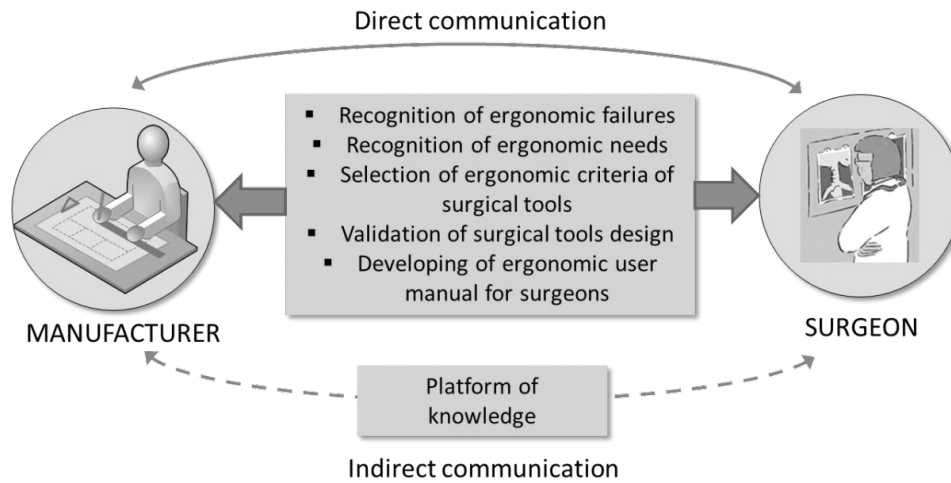 Direct communication
▪ Recognition of ergonomic failures
▪ Recognition of ergonomic needs
▪ Selection of ergonomic criteria of
surgical tools
▪ Validation of surgical tools design
▪ Developing of ergonomic user
manual for surgeons
MANUFACTURER
SURGEON
Platform of
knowledge
Indirect communication